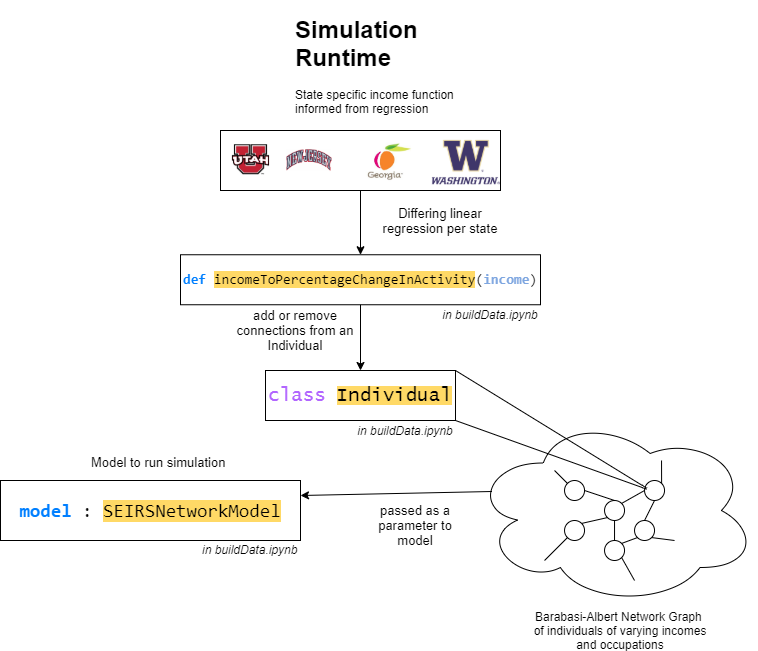 Simulation
Runtime
State specific income function
informed from regression
UTAH
NEW JERSEY
Georgia
W
WASHINGTON
Differing linear
regression per state
def incomeToPercentageChangeInActivity(income)
in buildData.ipynb
add or remove
connections from an
Individual
class Individual
in buildData.ipynb
Model to run simulation
model : SEIRSNetworkModel
in buildData.ipynb
passed as a
parameter to
model
Barabasi-Albert Network Graph
of individuals of varying incomes
and occupations